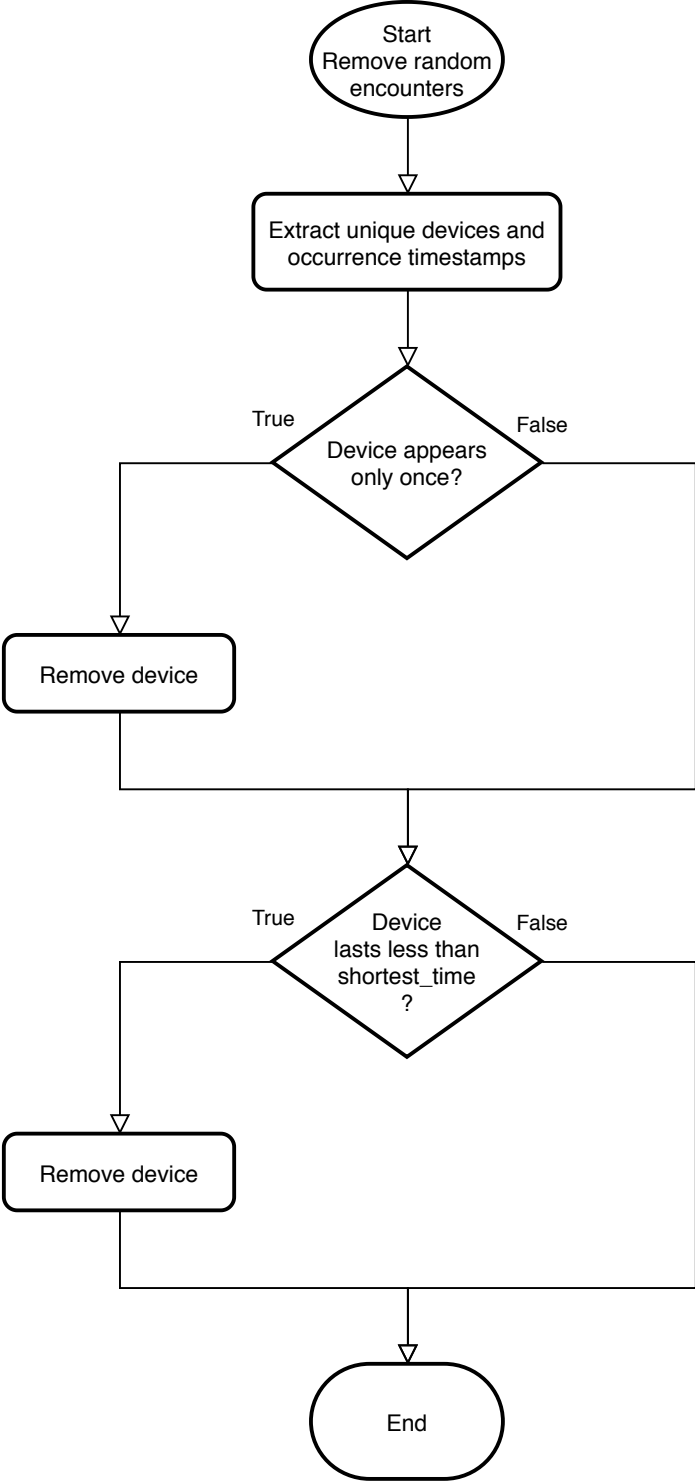 Start
Remove random
encounters
Extract unique devices and
occurrence timestamps
True
False
Device appears
only once?
Remove device
True
False
Device
lasts less than
shortest_time
?
Remove device
End